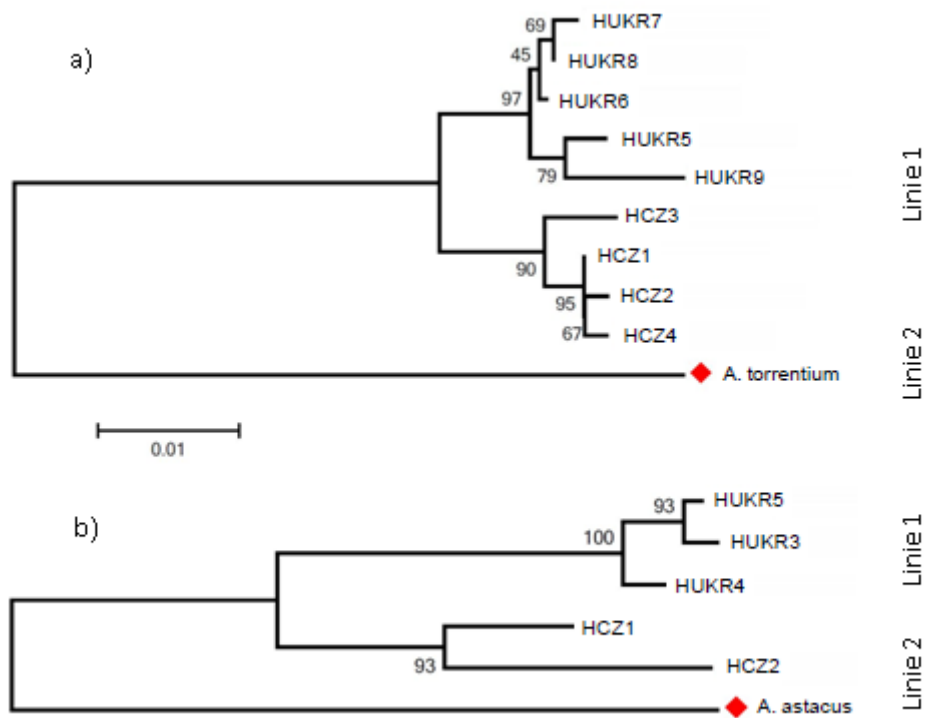 a)
69
HUKR7
45
HUKR8
97
HUKR6
HUKR5
79
HUKR9
Linie 1
HCZ3
90
HCZ1
95
HCZ2
67
HCZ4
Linie 2
A. torrentium
0.01
b)
93
HUKR5
100
HUKR3
HUKR4
Linie 1
HCZ1
93
HCZ2
Linie 2
A. astacus